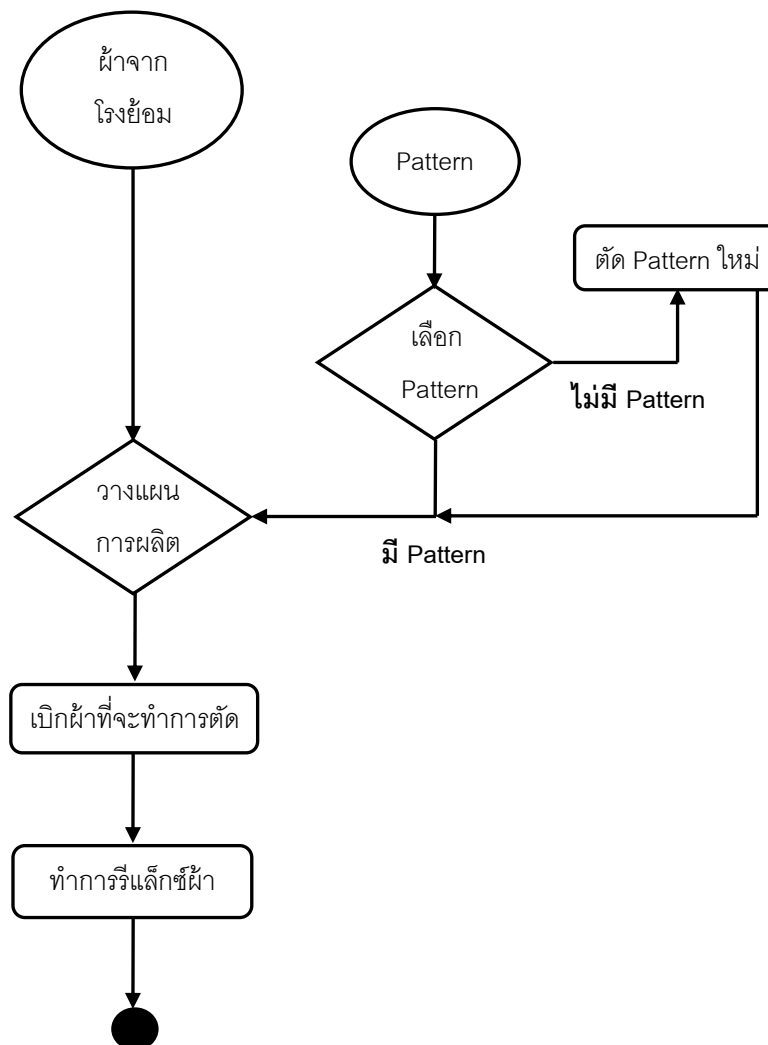 ผ้าจาก
โรงย้อม
Pattern
ตัด Pattern ใหม่
เลือก
Pattern
ไม่มี Pattern
วางแผน
การผลิต
มี Pattern
เบิกผ้าที่จะทำการตัด
ทำการรีแล็กซ์ผ้า